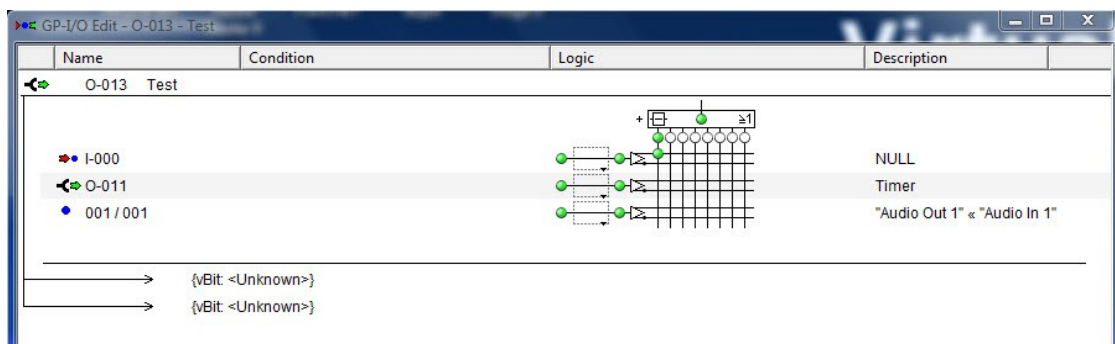 GP-I/O Edit - O-013 - Test
Name Condition Logic Description
O-013 Test
+ ≥1
I-000 NULL
O-011 Timer
001 / 001 "Audio Out 1" « "Audio In 1"
{vBit: <Unknown>}
{vBit: <Unknown>}